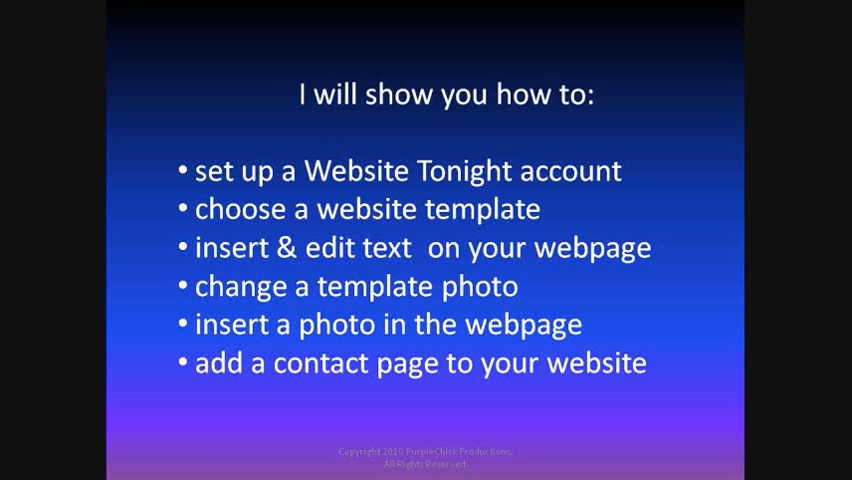 I will show you how to:
• set up a Website Tonight account
• choose a website template
• insert & edit text  on your webpage
• change a template photo
• insert a photo in the webpage
• add a contact page to your website
Copyright 2010 PurpleChick Productions.
All Rights Reserved.